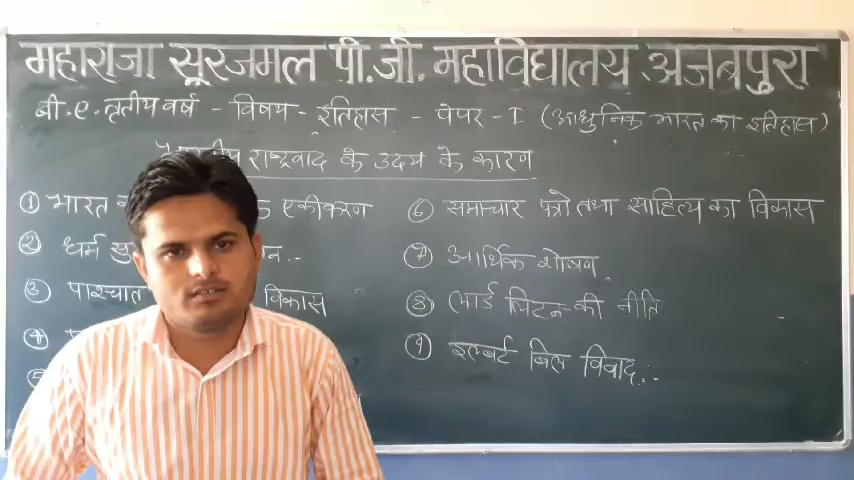 महाराजा सूरजमल पी.जी. महाविद्यालय अजबपुरा
बी.ए. तृतीय वर्ष - विषय - इतिहास - पेपर - I (आधुनिक भारत का इतिहास)
राष्ट्रवाद के उदय के कारण
① भारत एकीकरण
② धर्म
③ पाश्चात विकास
④
⑤
⑥ समाचार पत्रो तथा साहित्य का विकास
⑦ आर्थिक शोषण
⑧ लार्ड लिटन की नीति
⑨ इल्बर्ट बिल विवाद